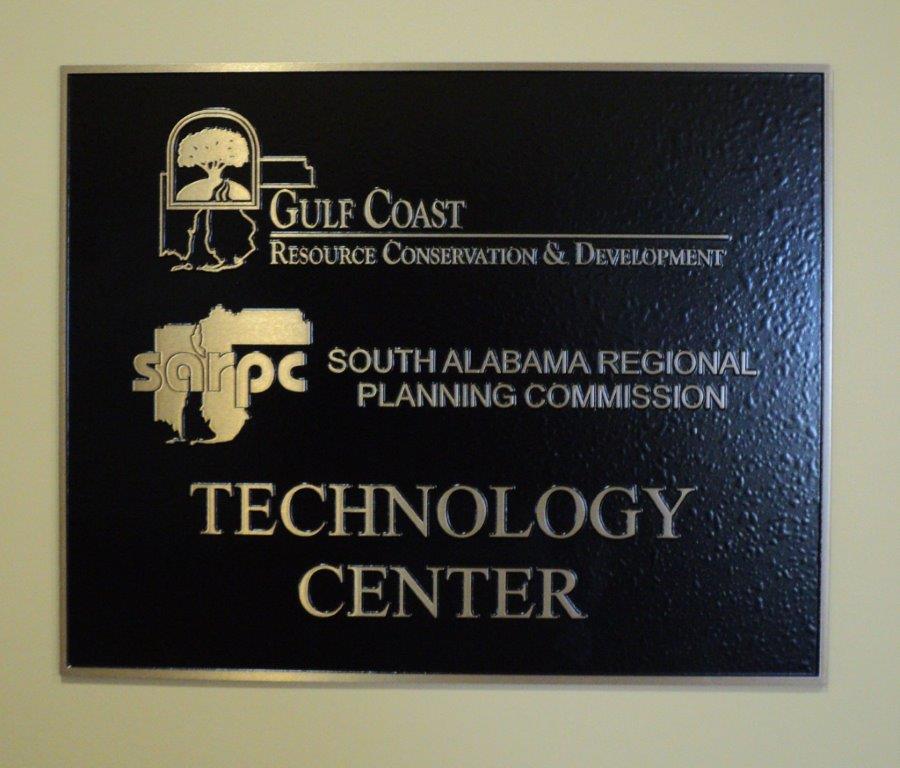 GULF COAST
RESOURCE CONSERVATION & DEVELOPMENT
sarpc
SOUTH ALABAMA REGIONAL
PLANNING COMMISSION
TECHNOLOGY
CENTER